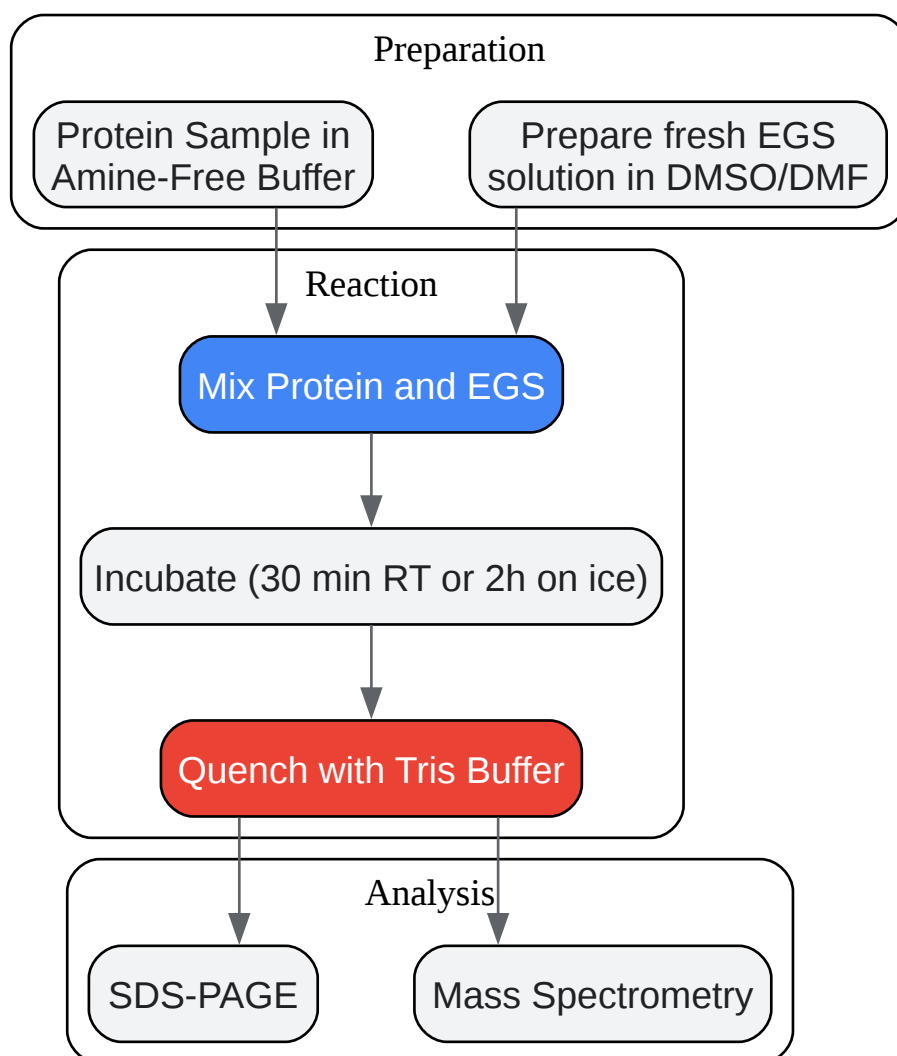 Preparation
Protein Sample in
Amine-Free Buffer
Prepare fresh EGS
solution in DMSO/DMF
Reaction
Mix Protein and EGS
Incubate (30 min RT or 2h on ice)
Quench with Tris Buffer
Analysis
SDS-PAGE
Mass Spectrometry